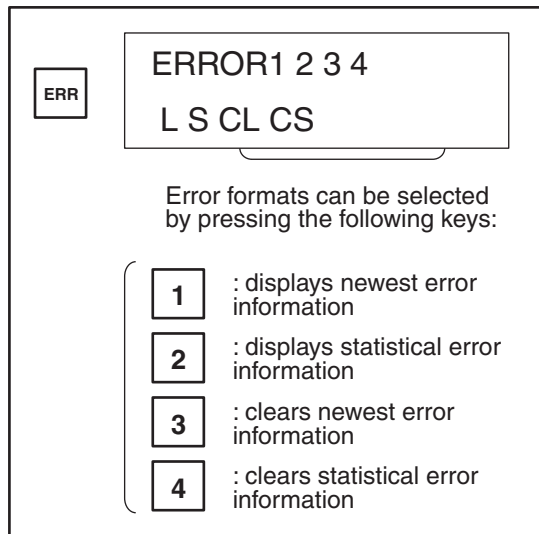 ERR
ERROR1 2 3 4
L S CL CS
Error formats can be selected
by pressing the following keys:
1 : displays newest error
information
2 : displays statistical error
information
3 : clears newest error
information
4 : clears statistical error
information